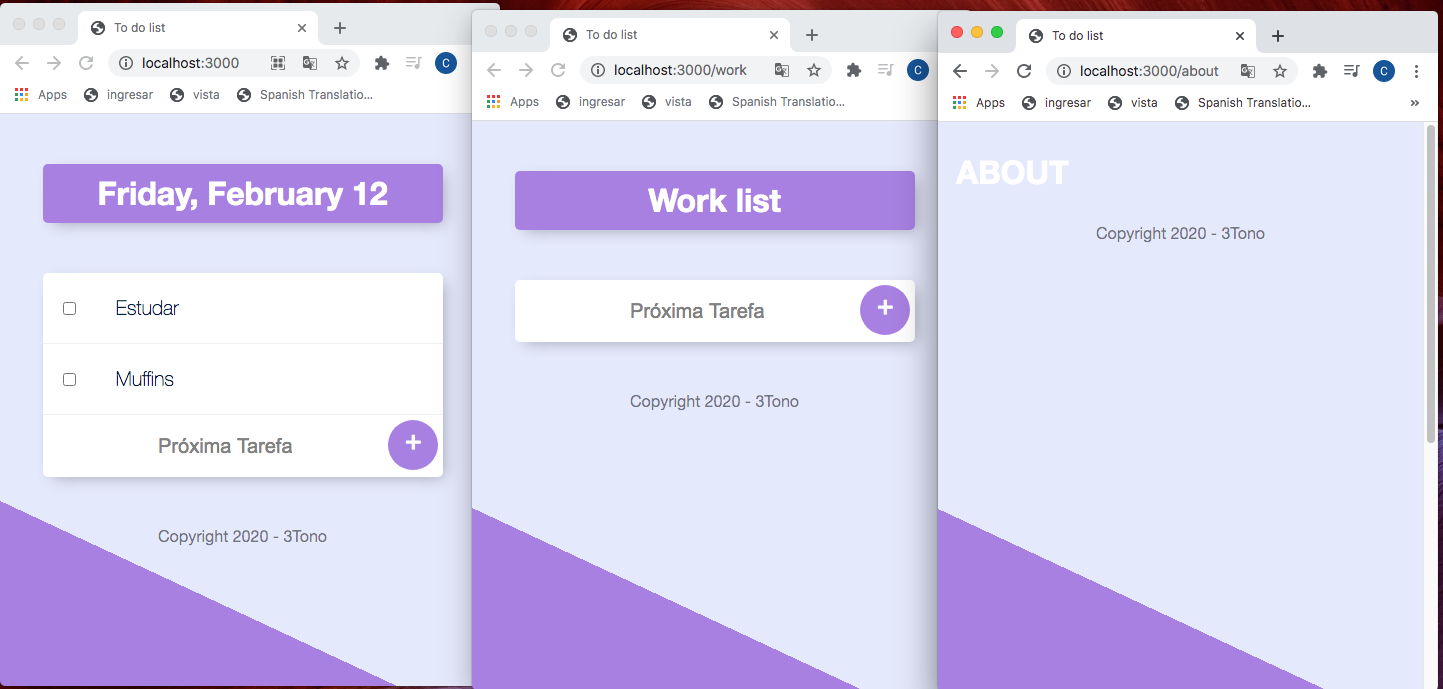 To do list
localhost:3000
Apps
ingresar
vista
Spanish Translatio...
C
Friday, February 12
Estudar
Muffins
Próxima Tarefa
+
Copyright 2020 - 3Tono
To do list
localhost:3000/work
C
Apps
ingresar
vista
Spanish Translatio...
Work list
Próxima Tarefa
+
Copyright 2020 - 3Tono
To do list
localhost:3000/about
C
Apps
ingresar
vista
Spanish Translatio...
»
ABOUT
Copyright 2020 - 3Tono